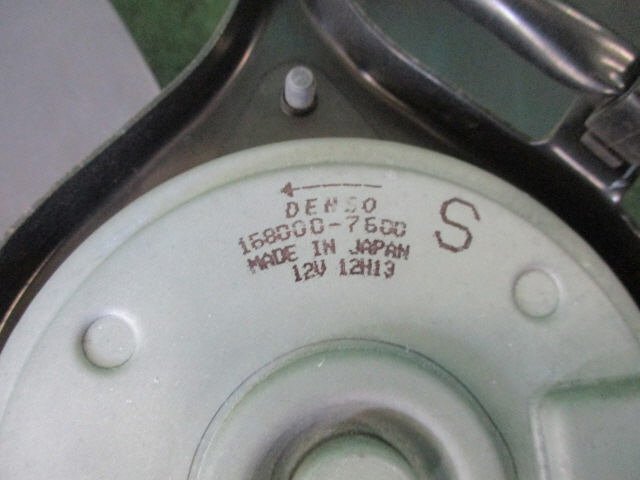 DENSO
168000-7600
S
MADE IN JAPAN
12V 12H13